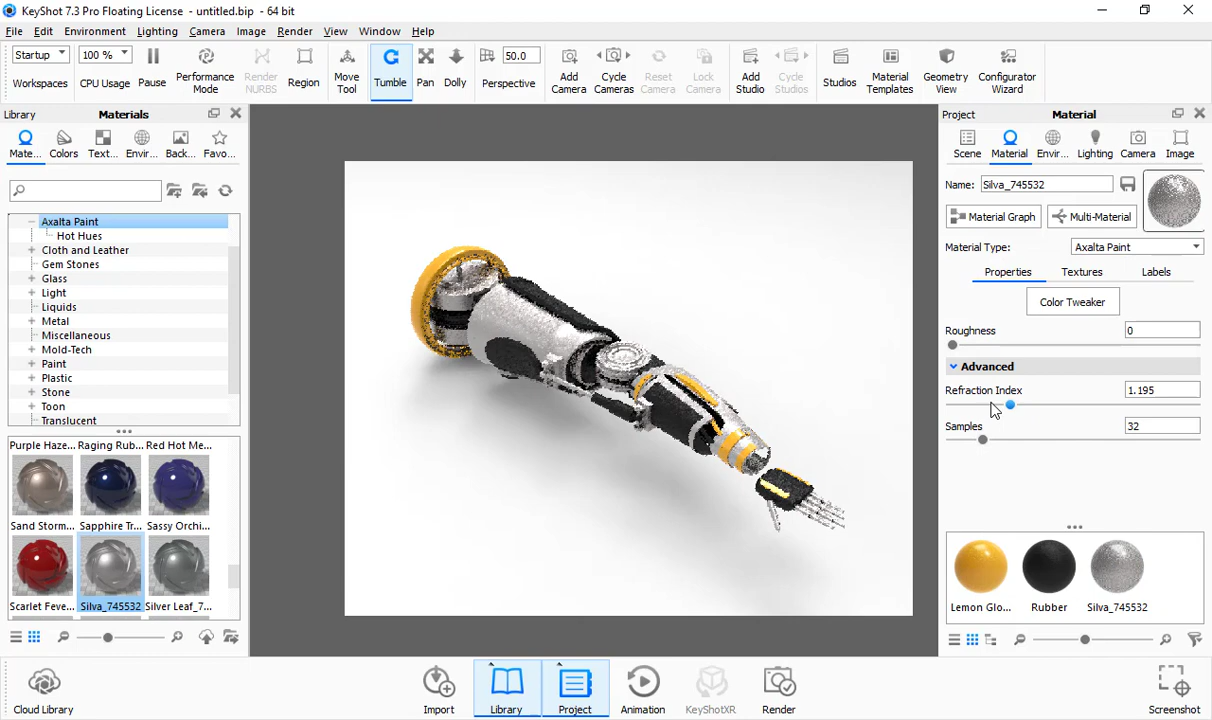 KeyShot 7.3 Pro Floating License - untitled.bip - 64 bit
File Edit Environment Lighting Camera Image Render View Window Help
Startup 100 % 50.0
Workspaces CPU Usage Pause Performance Mode Render NURBS Region Move Tool Tumble Pan Dolly Perspective Add Camera Cycle Cameras Reset Camera Lock Camera Add Studio Cycle Studios Studios Material Templates Geometry View Configurator Wizard
Library Materials
Mate... Colors Text... Envir... Back... Favo...
Axalta Paint
Hot Hues
Cloth and Leather
Gem Stones
Glass
Light
Liquids
Metal
Miscellaneous
Mold-Tech
Paint
Plastic
Stone
Toon
Translucent
Purple Haze... Raging Rub... Red Hot Me...
Sand Storm... Sapphire Tr... Sassy Orchi...
Scarlet Feve... Silva_745532 Silver Leaf_7...
Project Material
Scene Material Envir... Lighting Camera Image
Name: Silva_745532
Material Graph Multi-Material
Material Type: Axalta Paint
Properties Textures Labels
Color Tweaker
Roughness 0
Advanced
Refraction Index 1.195
Samples 32
Lemon Glo... Rubber Silva_745532
Cloud Library Import Library Project Animation KeyShotXR Render Screenshot